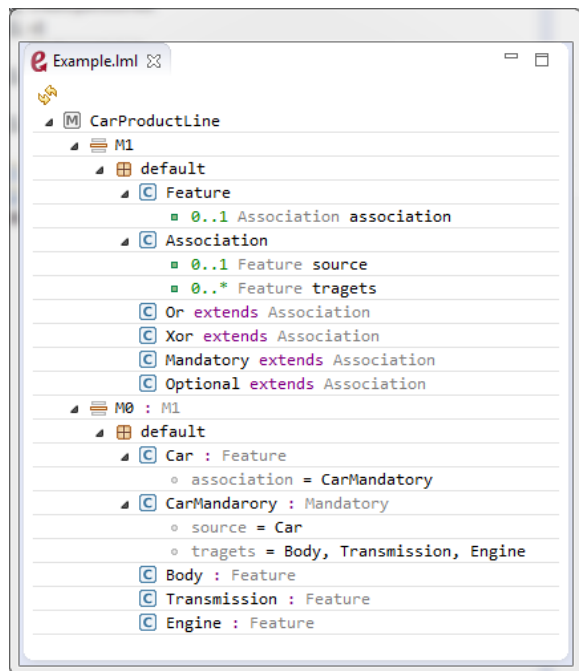 Example.lml
M CarProductLine
M1
default
C Feature
0..1 Association association
C Association
0..1 Feature source
0..* Feature tragets
C Or extends Association
C Xor extends Association
C Mandatory extends Association
C Optional extends Association
M0 : M1
default
C Car : Feature
association = CarMandatory
C CarMandarory : Mandatory
source = Car
tragets = Body, Transmission, Engine
C Body : Feature
C Transmission : Feature
C Engine : Feature